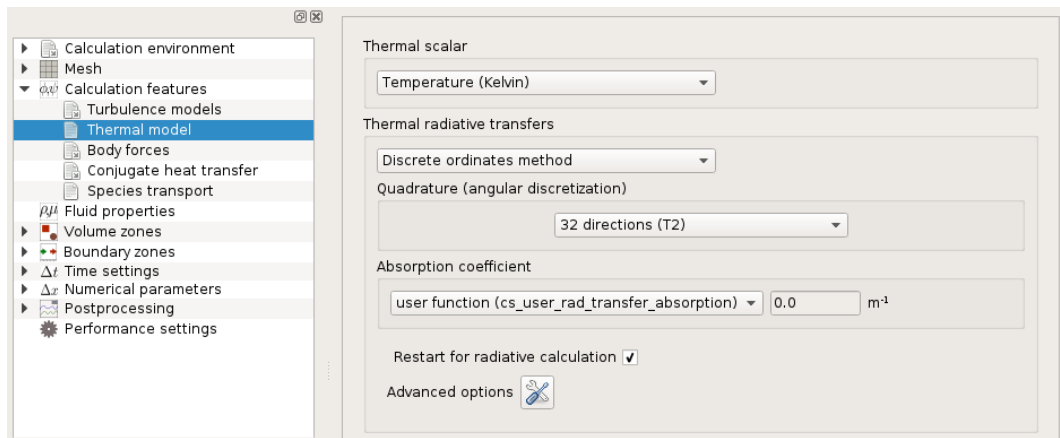 Calculation environment
Mesh
φ,ψ Calculation features
Turbulence models
Thermal model
Body forces
Conjugate heat transfer
Species transport
ρ,μ Fluid properties
Volume zones
Boundary zones
Δt Time settings
Δx Numerical parameters
Postprocessing
Performance settings
Thermal scalar
Temperature (Kelvin)
Thermal radiative transfers
Discrete ordinates method
Quadrature (angular discretization)
32 directions (T2)
Absorption coefficient
user function (cs_user_rad_transfer_absorption) 0.0 m⁻¹
Restart for radiative calculation
Advanced options